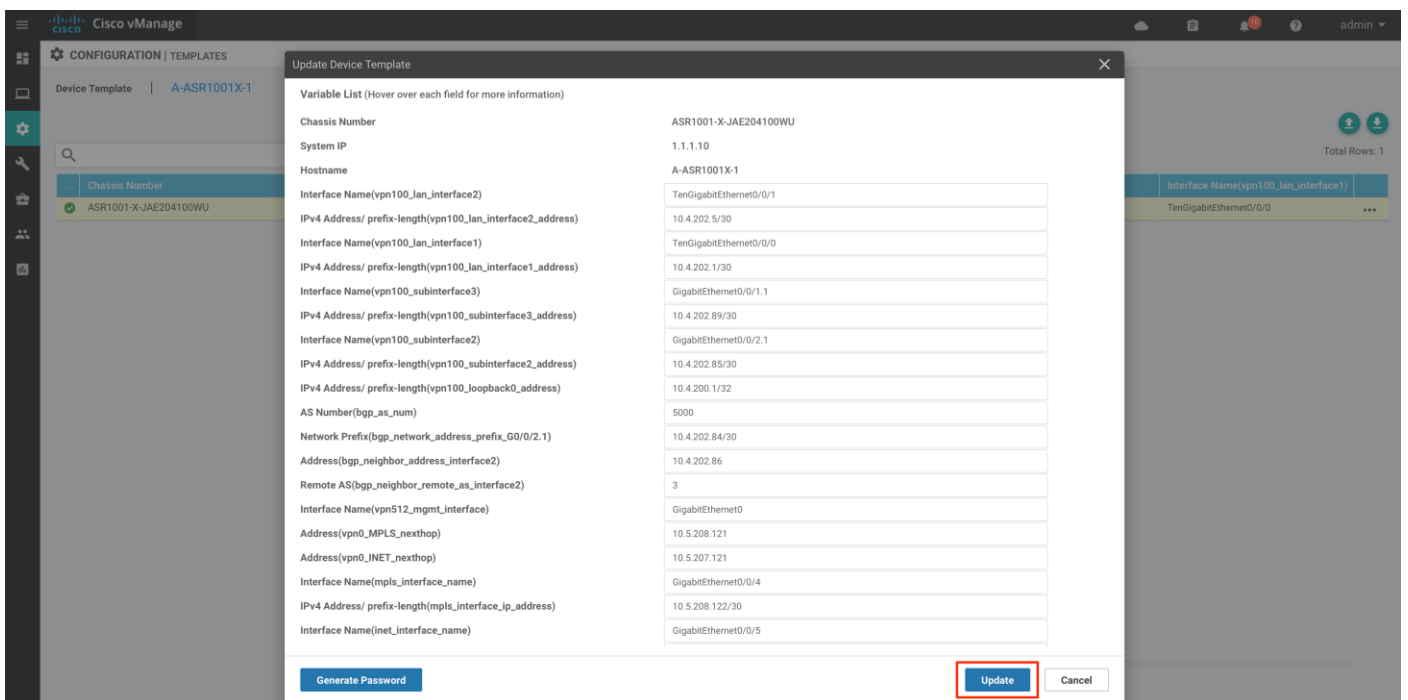 cisco Cisco vManage
10
admin
CONFIGURATION | TEMPLATES
Device Template | A-ASR1001X-1
Total Rows: 1
... Chassis Number
Interface Name(vpn100_lan_interface1)
ASR1001-X-JAE204100WU
TenGigabitEthernet0/0/0
...
Update Device Template
Variable List (Hover over each field for more information)
Chassis Number ASR1001-X-JAE204100WU
System IP 1.1.1.10
Hostname A-ASR1001X-1
Interface Name(vpn100_lan_interface2) TenGigabitEthernet0/0/1
IPv4 Address/ prefix-length(vpn100_lan_interface2_address) 10.4.202.5/30
Interface Name(vpn100_lan_interface1) TenGigabitEthernet0/0/0
IPv4 Address/ prefix-length(vpn100_lan_interface1_address) 10.4.202.1/30
Interface Name(vpn100_subinterface3) GigabitEthernet0/0/1.1
IPv4 Address/ prefix-length(vpn100_subinterface3_address) 10.4.202.89/30
Interface Name(vpn100_subinterface2) GigabitEthernet0/0/2.1
IPv4 Address/ prefix-length(vpn100_subinterface2_address) 10.4.202.85/30
IPv4 Address/ prefix-length(vpn100_loopback0_address) 10.4.200.1/32
AS Number(bgp_as_num) 5000
Network Prefix(bgp_network_address_prefix_G0/0/2.1) 10.4.202.84/30
Address(bgp_neighbor_address_interface2) 10.4.202.86
Remote AS(bgp_neighbor_remote_as_interface2) 3
Interface Name(vpn512_mgmt_interface) GigabitEthernet0
Address(vpn0_MPLS_nexthop) 10.5.208.121
Address(vpn0_INET_nexthop) 10.5.207.121
Interface Name(mpls_interface_name) GigabitEthernet0/0/4
IPv4 Address/ prefix-length(mpls_interface_ip_address) 10.5.208.122/30
Interface Name(inet_interface_name) GigabitEthernet0/0/5
Generate Password
Update
Cancel